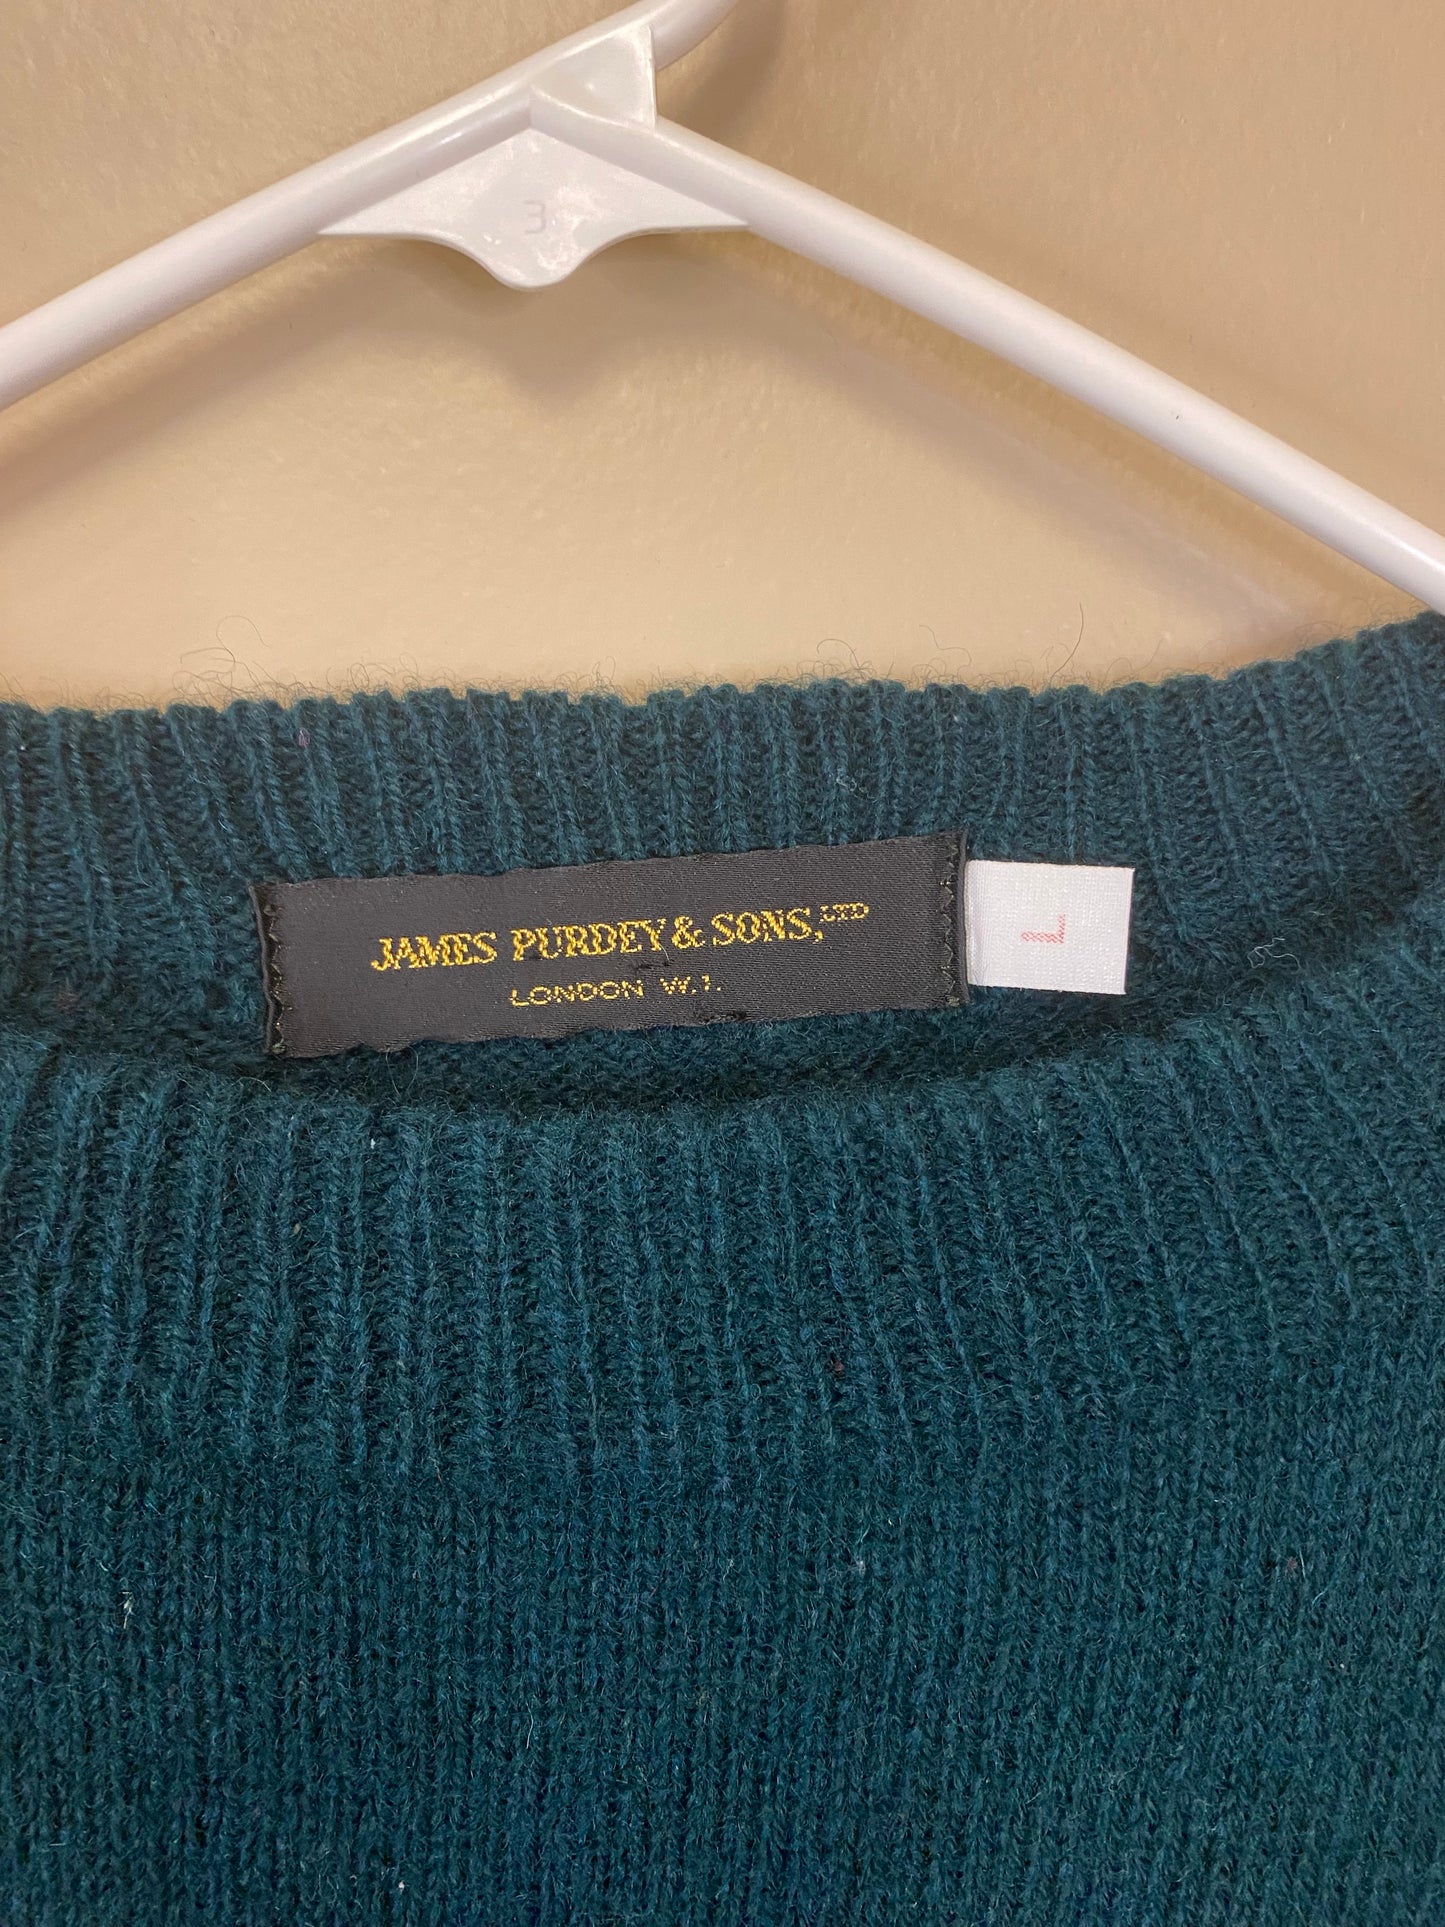 3
JAMES PURDEY & SONS, LTD
LONDON W.1.
L